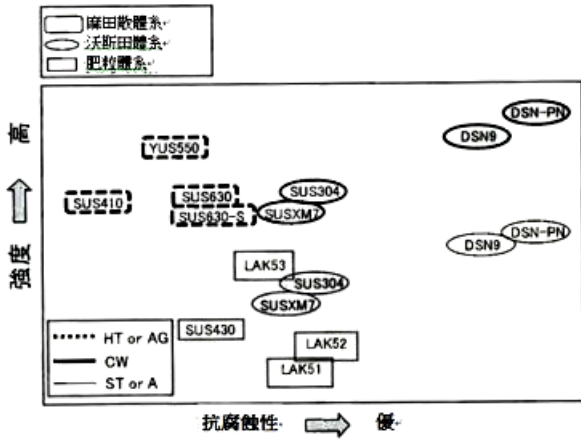 麻田散體系
沃斯田體系
肥粒體系
DSN-PN
DSN9
YUS550
SUS304
SUS630
SUS410
SUSXM7
SUS630-S
DSN-PN
DSN9
LAK53
SUS304
SUSXM7
SUS430
LAK52
LAK51
HT or AG
CW
ST or A
強度 高
抗腐蝕性 優